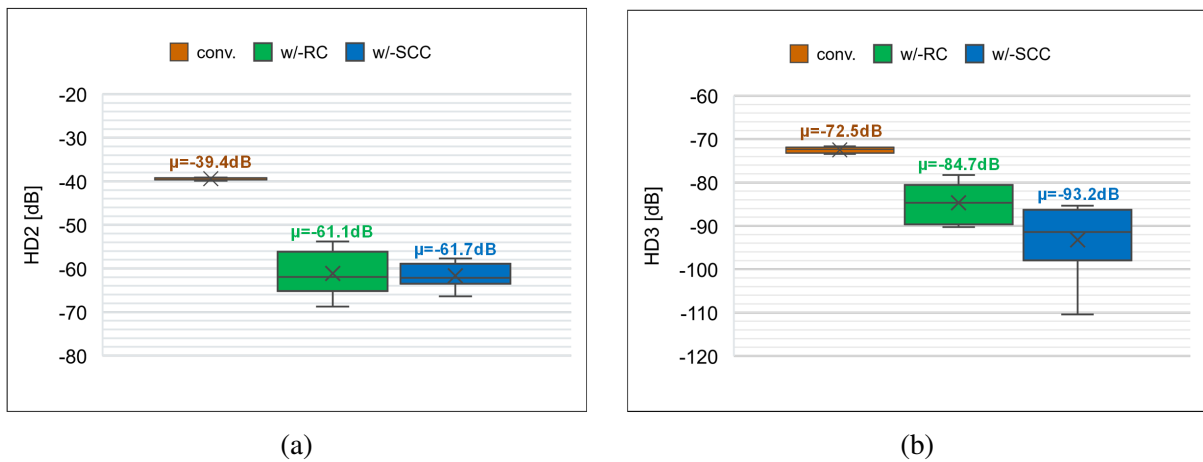 conv. w/-RC w/-SCC
HD2 [dB]
-20
-30
-40
-50
-60
-70
-80
µ=-39.4dB
µ=-61.1dB
µ=-61.7dB
(a)
conv. w/-RC w/-SCC
HD3 [dB]
-60
-70
-80
-90
-100
-110
-120
µ=-72.5dB
µ=-84.7dB
µ=-93.2dB
(b)